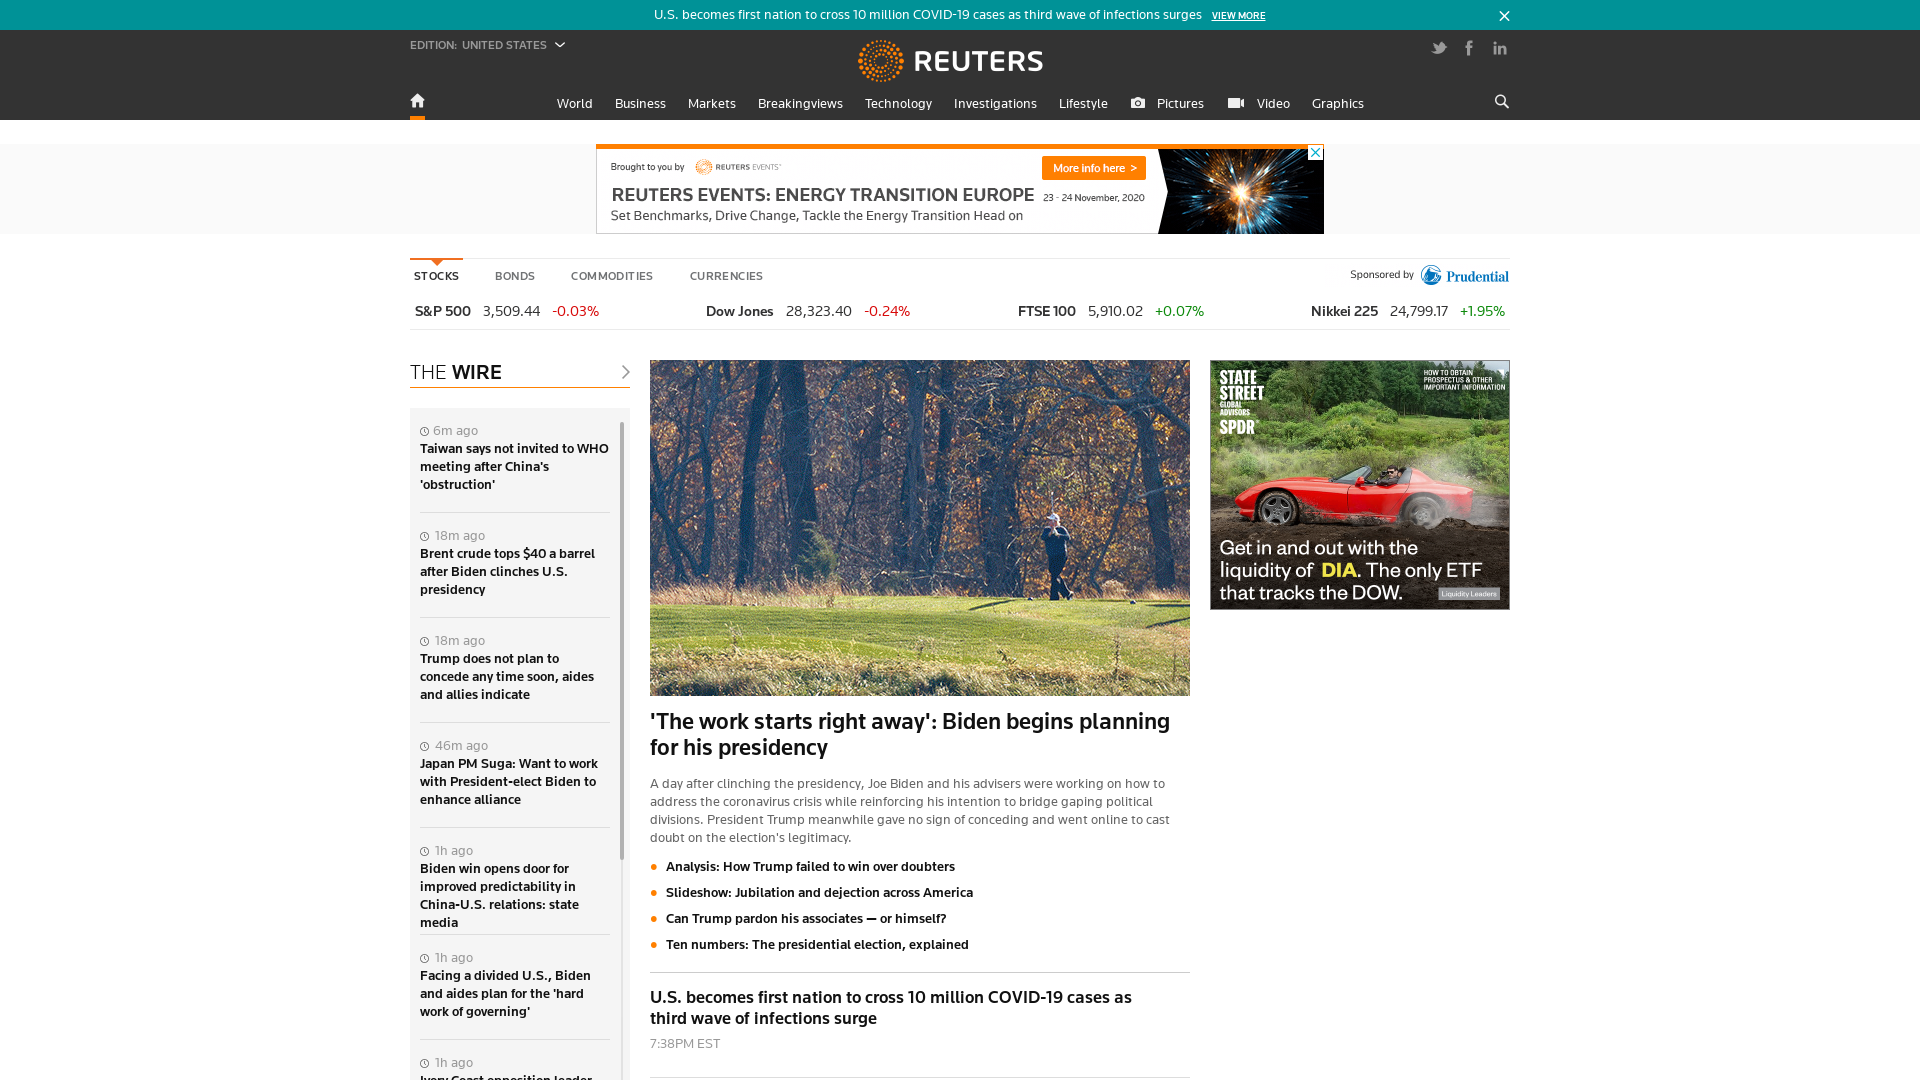 U.S. becomes first nation to cross 10 million COVID-19 cases as third wave of infections surges VIEW MORE
EDITION: UNITED STATES
REUTERS
World Business Markets Breakingviews Technology Investigations Lifestyle Pictures Video Graphics
Brought to you by REUTERS EVENTS™
More info here >
REUTERS EVENTS: ENERGY TRANSITION EUROPE
23 - 24 November, 2020
Set Benchmarks, Drive Change, Tackle the Energy Transition Head on
STOCKS BONDS COMMODITIES CURRENCIES
Sponsored by Prudential
S&P 500 3,509.44 -0.03% Dow Jones 28,323.40 -0.24% FTSE 100 5,910.02 +0.07% Nikkei 225 24,799.17 +1.95%
THE WIRE
6m ago
Taiwan says not invited to WHO
meeting after China's
'obstruction'
18m ago
Brent crude tops $40 a barrel
after Biden clinches U.S.
presidency
18m ago
Trump does not plan to
concede any time soon, aides
and allies indicate
46m ago
Japan PM Suga: Want to work
with President-elect Biden to
enhance alliance
1h ago
Biden win opens door for
improved predictability in
China-U.S. relations: state
media
1h ago
Facing a divided U.S., Biden
and aides plan for the 'hard
work of governing'
1h ago
Ivory Coast opposition leader
'The work starts right away': Biden begins planning
for his presidency
A day after clinching the presidency, Joe Biden and his advisers were working on how to
address the coronavirus crisis while reinforcing his intention to bridge gaping political
divisions. President Trump meanwhile gave no sign of conceding and went online to cast
doubt on the election's legitimacy.
Analysis: How Trump failed to win over doubters
Slideshow: Jubilation and dejection across America
Can Trump pardon his associates — or himself?
Ten numbers: The presidential election, explained
U.S. becomes first nation to cross 10 million COVID-19 cases as
third wave of infections surge
7:38PM EST
STATE
STREET
GLOBAL
ADVISORS
SPDR®
HOW TO OBTAIN
PROSPECTUS & OTHER
IMPORTANT INFORMATION
Get in and out with the
liquidity of DIA. The only ETF
that tracks the DOW.
Liquidity Leaders